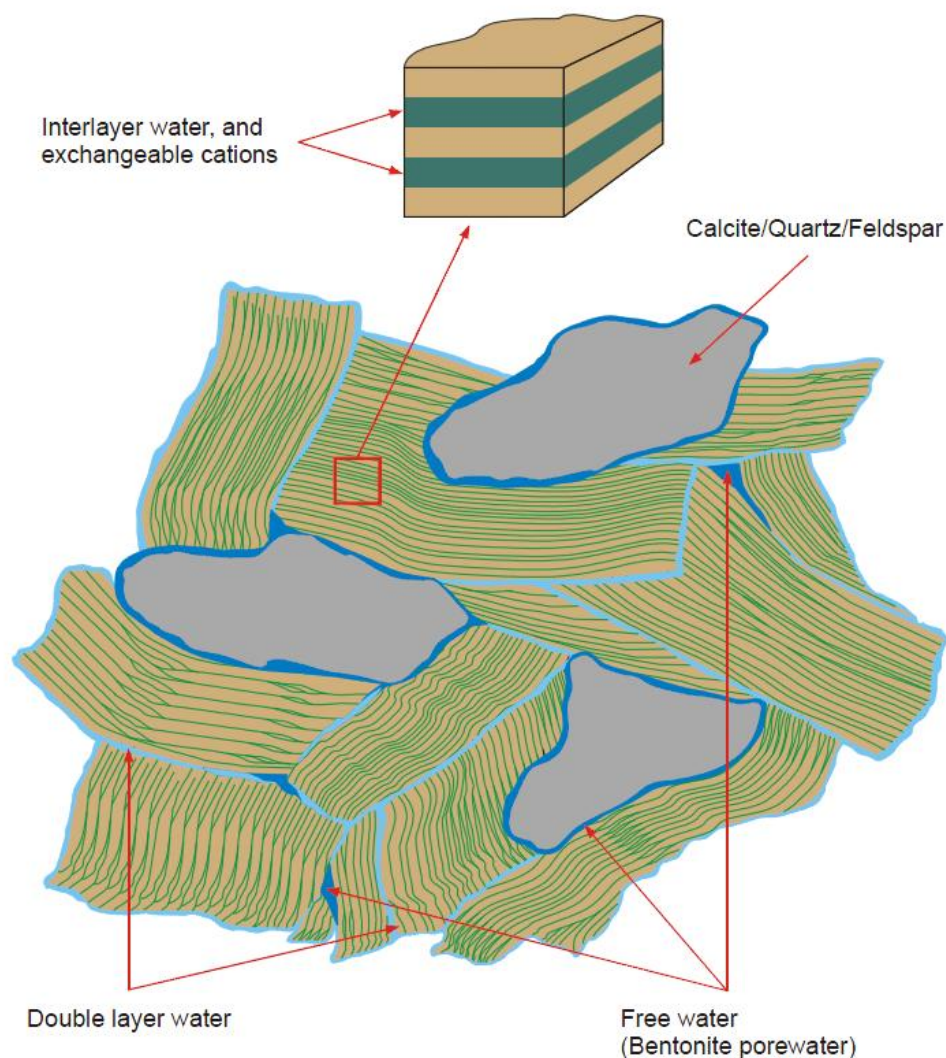 Interlayer water, and
exchangeable cations
Calcite/Quartz/Feldspar
Double layer water
Free water
(Bentonite porewater)